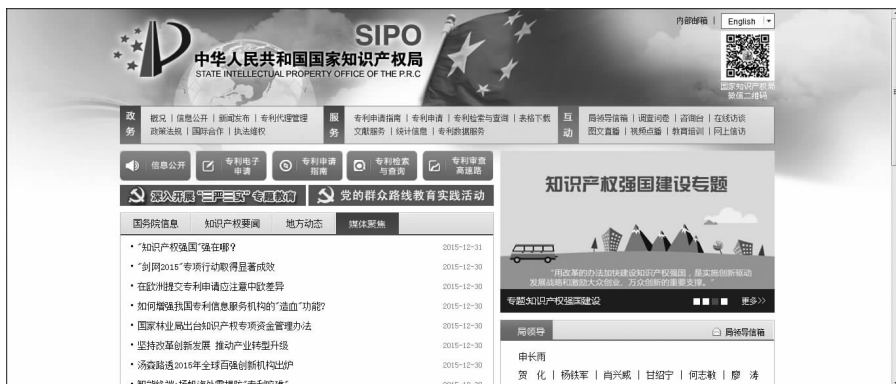 内部邮箱 | English
SIPO
中华人民共和国国家知识产权局
STATE INTELLECTUAL PROPERTY OFFICE OF THE P.R.C
国家知识产权局
微信二维码
政务
概况 | 信息公开 | 新闻发布 | 专利代理管理
政策法规 | 国际合作 | 执法维权
服务
专利申请指南 | 专利申请 | 专利检索与查询 | 表格下载
文献服务 | 统计信息 | 专利数据服务
互动
局领导信箱 | 调查问卷 | 咨询台 | 在线访谈
图文直播 | 视频点播 | 教育培训 | 网上信访
信息公开
专利电子
申请
专利申请
指南
专利检索
与查询
专利审查
高速路
深入开展"三严三实"专题教育
党的群众路线教育实践活动
国务院信息 知识产权要闻 地方动态 媒体聚焦
• "知识产权强国"强在哪? 2015-12-31
• "剑网2015"专项行动取得显著成效 2015-12-30
• 在欧洲提交专利申请应注意中欧差异 2015-12-30
• 如何增强我国专利信息服务机构的"造血"功能? 2015-12-30
• 国家林业局出台知识产权专项资金管理办法 2015-12-30
• 坚持改革创新发展 推动产业转型升级 2015-12-30
• 汤森路透2015年全球百强创新机构出炉 2015-12-30
知识产权强国建设专题
"用改革的办法加快建设知识产权强国，是实施创新驱动
发展战略和激励大众创业、万众创新的重要支撑。"
专题:知识产权强国建设 更多>>
局领导 局领导信箱
申长雨
贺 化 | 杨铁军 | 肖兴威 | 甘绍宁 | 何志敏 | 廖 涛